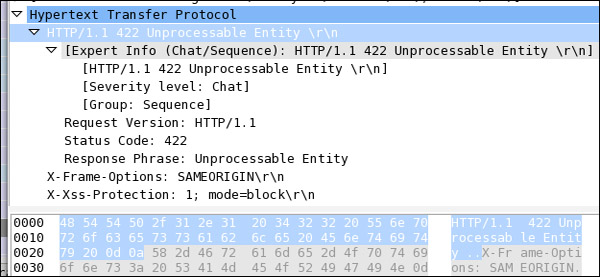 Hypertext Transfer Protocol
HTTP/1.1 422 Unprocessable Entity \r\n
[Expert Info (Chat/Sequence): HTTP/1.1 422 Unprocessable Entity \r\n]
[HTTP/1.1 422 Unprocessable Entity \r\n]
[Severity level: Chat]
[Group: Sequence]
Request Version: HTTP/1.1
Status Code: 422
Response Phrase: Unprocessable Entity
X-Frame-Options: SAMEORIGIN\r\n
X-Xss-Protection: 1; mode=block\r\n
0000 48 54 54 50 2f 31 2e 31 20 34 32 32 20 55 6e 70 HTTP/1.1 422 Unp
0010 72 6f 63 65 73 73 61 62 6c 65 20 45 6e 74 69 74 rocessab le Entit
0020 79 20 0d 0a 58 2d 46 72 61 6d 65 2d 4f 70 74 69 y ..X-Fr ame-Opti
0030 6f 6e 73 3a 20 53 41 4d 45 4f 52 49 47 49 4e 0d ons: SAM EORIGIN.